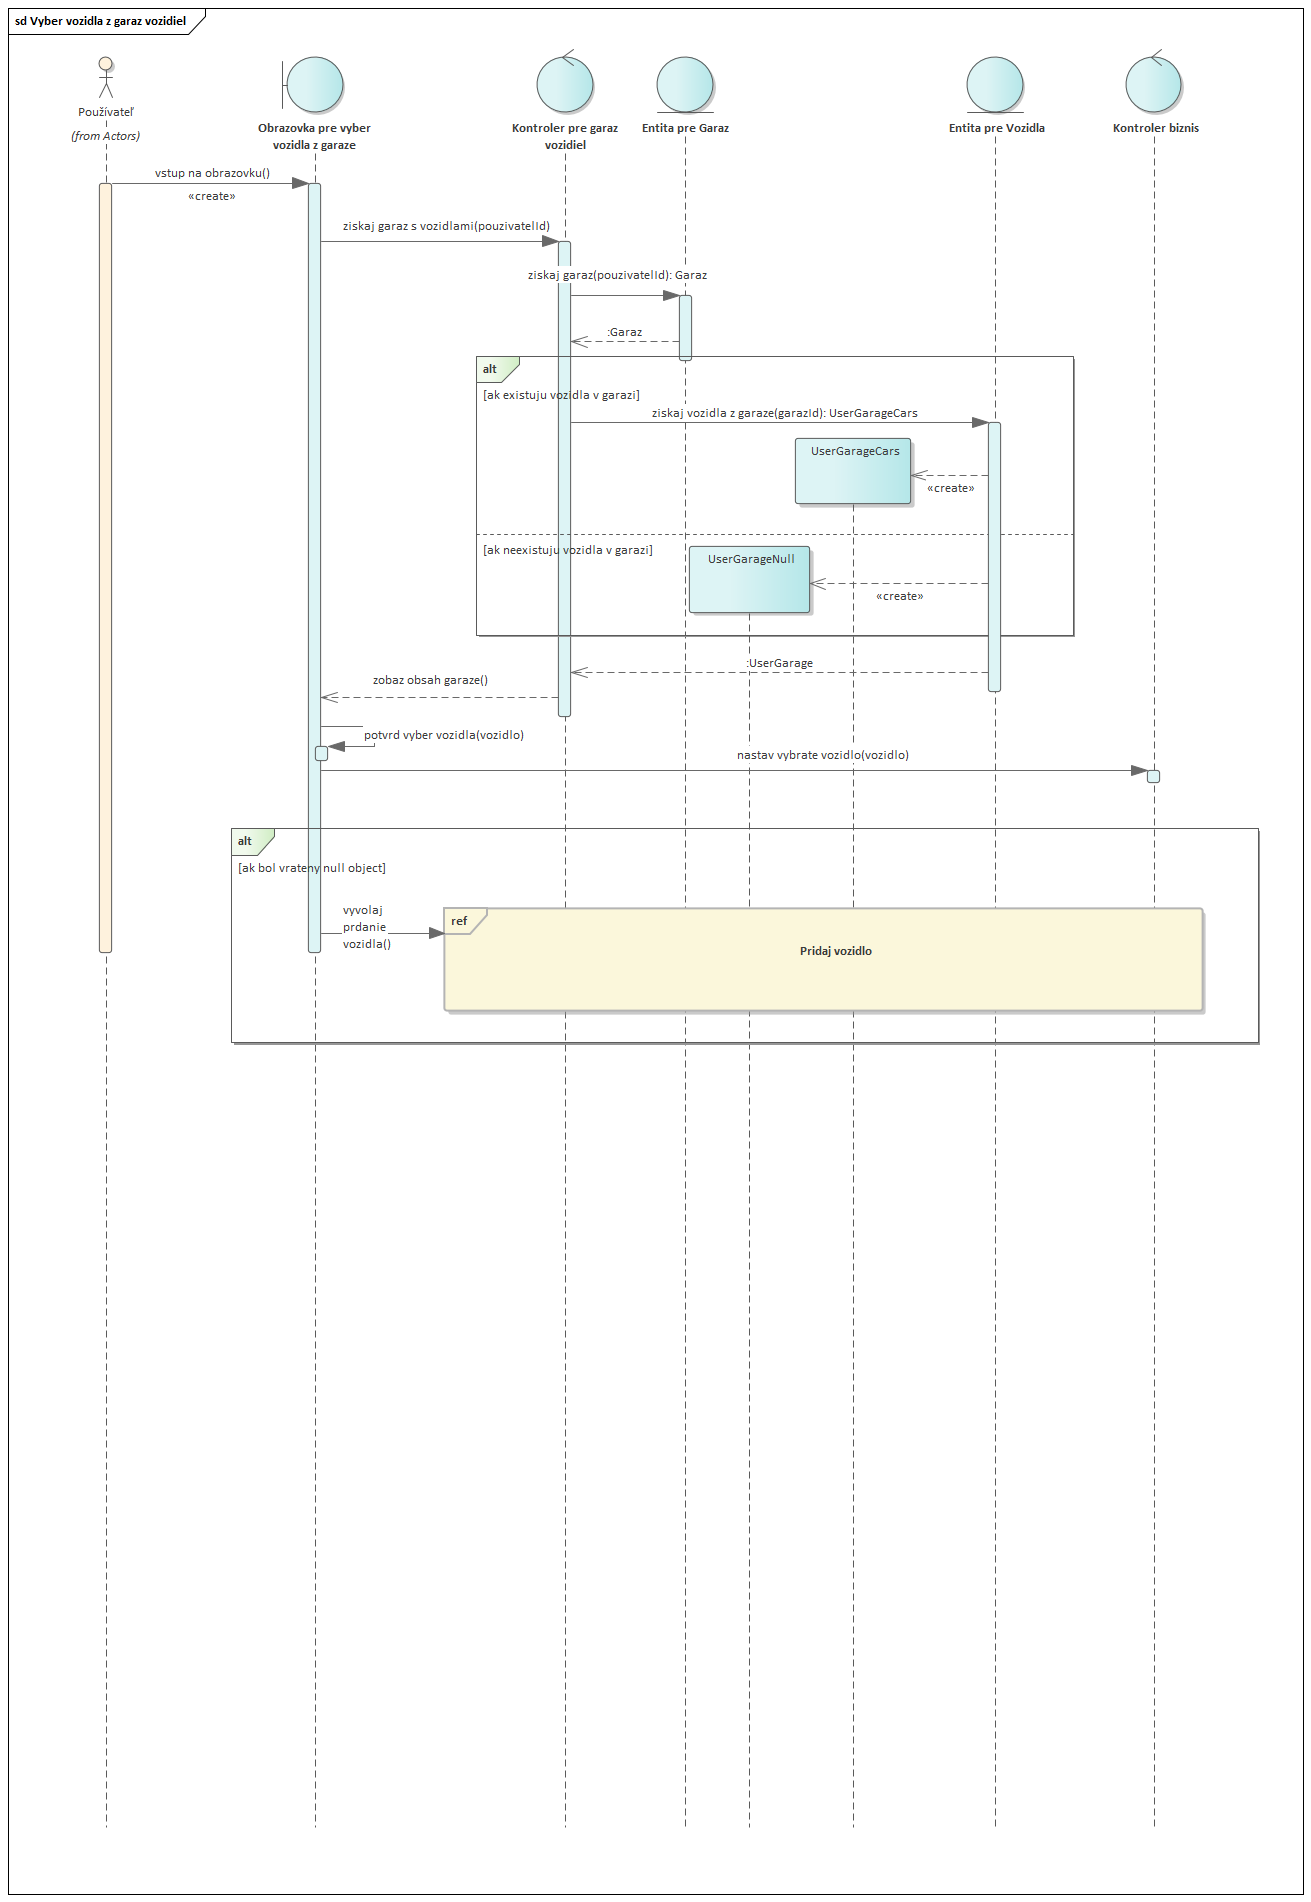 sd Vyber vozidla z garaz vozidiel
Používateľ
(from Actors)
Obrazovka pre vyber
vozidla z garaze
Kontroler pre garaz
vozidiel
Entita pre Garaz
Entita pre Vozidla
Kontroler biznis
vstup na obrazovku()
«create»
ziskaj garaz s vozidlami(pouzivatelId)
ziskaj garaz(pouzivatelId): Garaz
:Garaz
alt
[ak existuju vozidla v garazi]
ziskaj vozidla z garaze(garazId): UserGarageCars
UserGarageCars
«create»
[ak neexistuju vozidla v garazi]
UserGarageNull
«create»
:UserGarage
zobaz obsah garaze()
potvrd vyber vozidla(vozidlo)
nastav vybrate vozidlo(vozidlo)
alt
[ak bol vrateny null object]
vyvolaj
prdanie
vozidla()
ref
Pridaj vozidlo